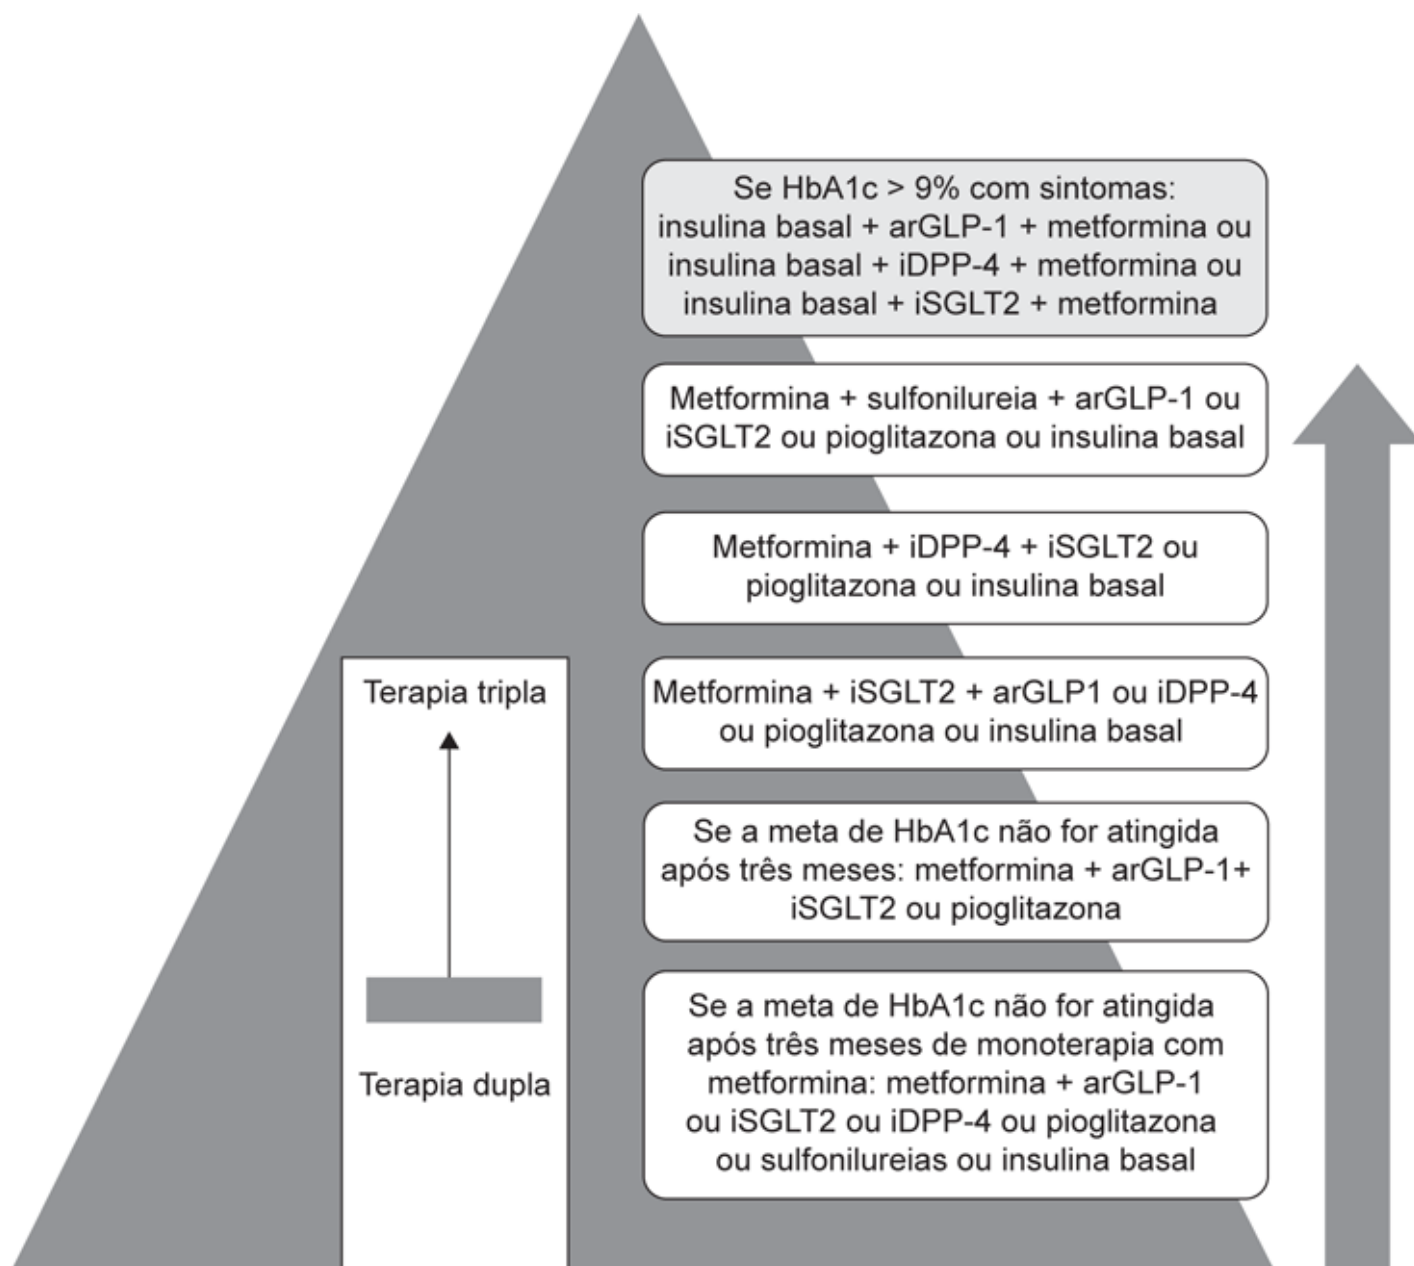 Se HbA1c > 9% com sintomas:
insulina basal + arGLP-1 + metformina ou
insulina basal + iDPP-4 + metformina ou
insulina basal + iSGLT2 + metformina
Metformina + sulfonilureia + arGLP-1 ou
iSGLT2 ou pioglitazona ou insulina basal
Metformina + iDPP-4 + iSGLT2 ou
pioglitazona ou insulina basal
Terapia tripla
Metformina + iSGLT2 + arGLP1 ou iDPP-4
ou pioglitazona ou insulina basal
Se a meta de HbA1c não for atingida
após três meses: metformina + arGLP-1+
iSGLT2 ou pioglitazona
Terapia dupla
Se a meta de HbA1c não for atingida
após três meses de monoterapia com
metformina: metformina + arGLP-1
ou iSGLT2 ou iDPP-4 ou pioglitazona
ou sulfonilureias ou insulina basal